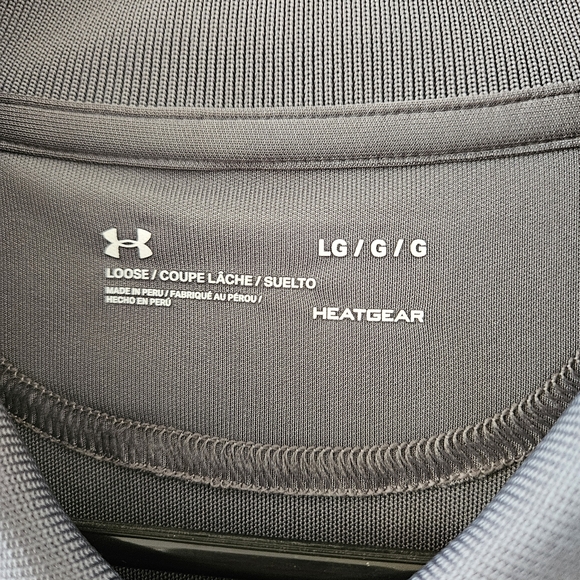 LG / G / G
LOOSE / COUPE LÂCHE / SUELTO
MADE IN PERU / FABRIQUÉ AU PÉROU /
HECHO EN PERÚ
HEATGEAR